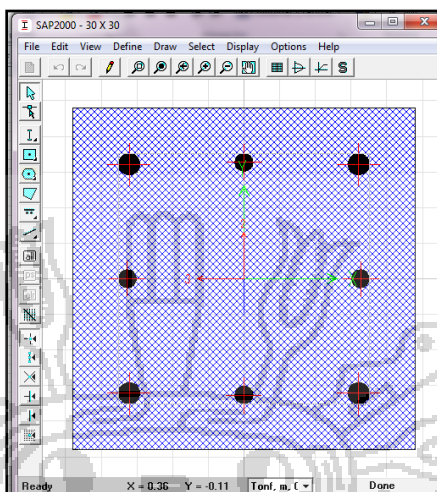 SAP2000 - 30 X 30
File Edit View Define Draw Select Display Options Help
S
all
Ready X = 0.36 Y = -0.11 Tonf, m, C Done